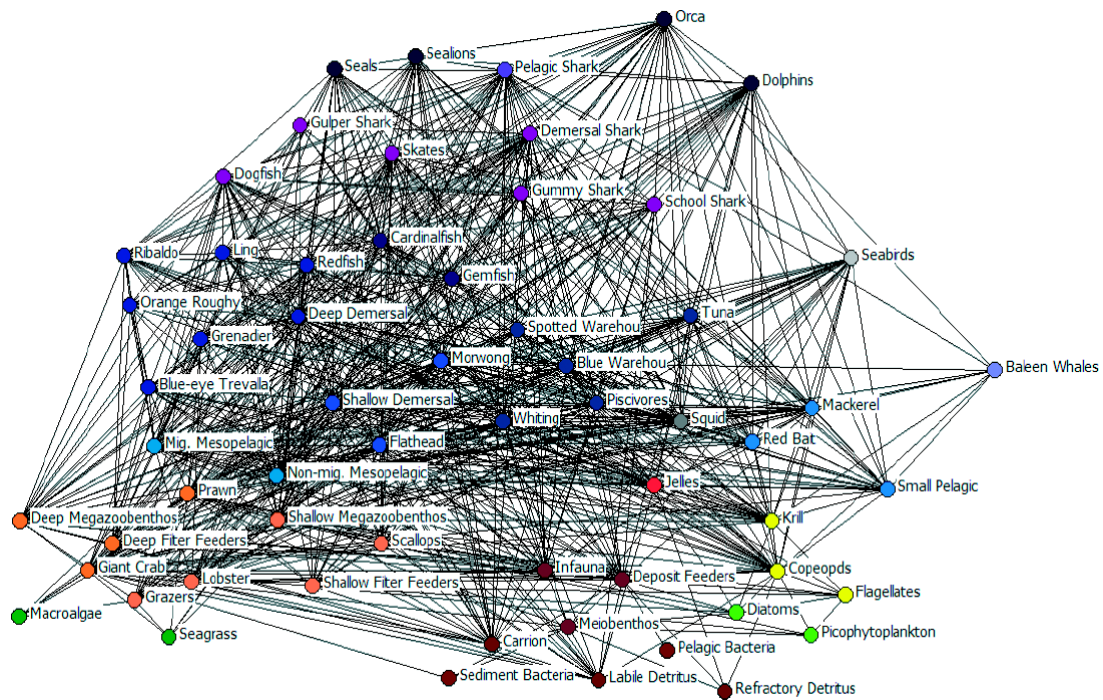 Orca
Sealions
Seals
Pelagic Shark
Dolphins
Gulper Shark
Demersal Shark
Skates
Dogfish
Gummy Shark
School Shark
Cardinalfish
Ribaldo
Ling
Redfish
Seabirds
Gemfish
Orange Roughy
Deep Demersal
Tuna
Spotted Warehou
Grenader
Morwong
Blue Warehou
Baleen Whales
Blue-eye Trevalla
Shallow Demersal
Piscivores
Mackerel
Whiting
Squid
Mig. Mesopelagic
Flathead
Red Bat
Non-mig. Mesopelagic
Jelles
Small Pelagic
Prawn
Deep Megazoobenthos
Shallow Megazoobenthos
Krill
Deep Fiter Feeders
Scallops
Giant Crab
Infauna
Copeopds
Lobster
Shallow Fiter Feeders
Deposit Feeders
Flagellates
Grazers
Macroalgae
Diatoms
Meiobenthos
Seagrass
Picophytoplankton
Carrion
Pelagic Bacteria
Sediment Bacteria
Labile Detritus
Refractory Detritus